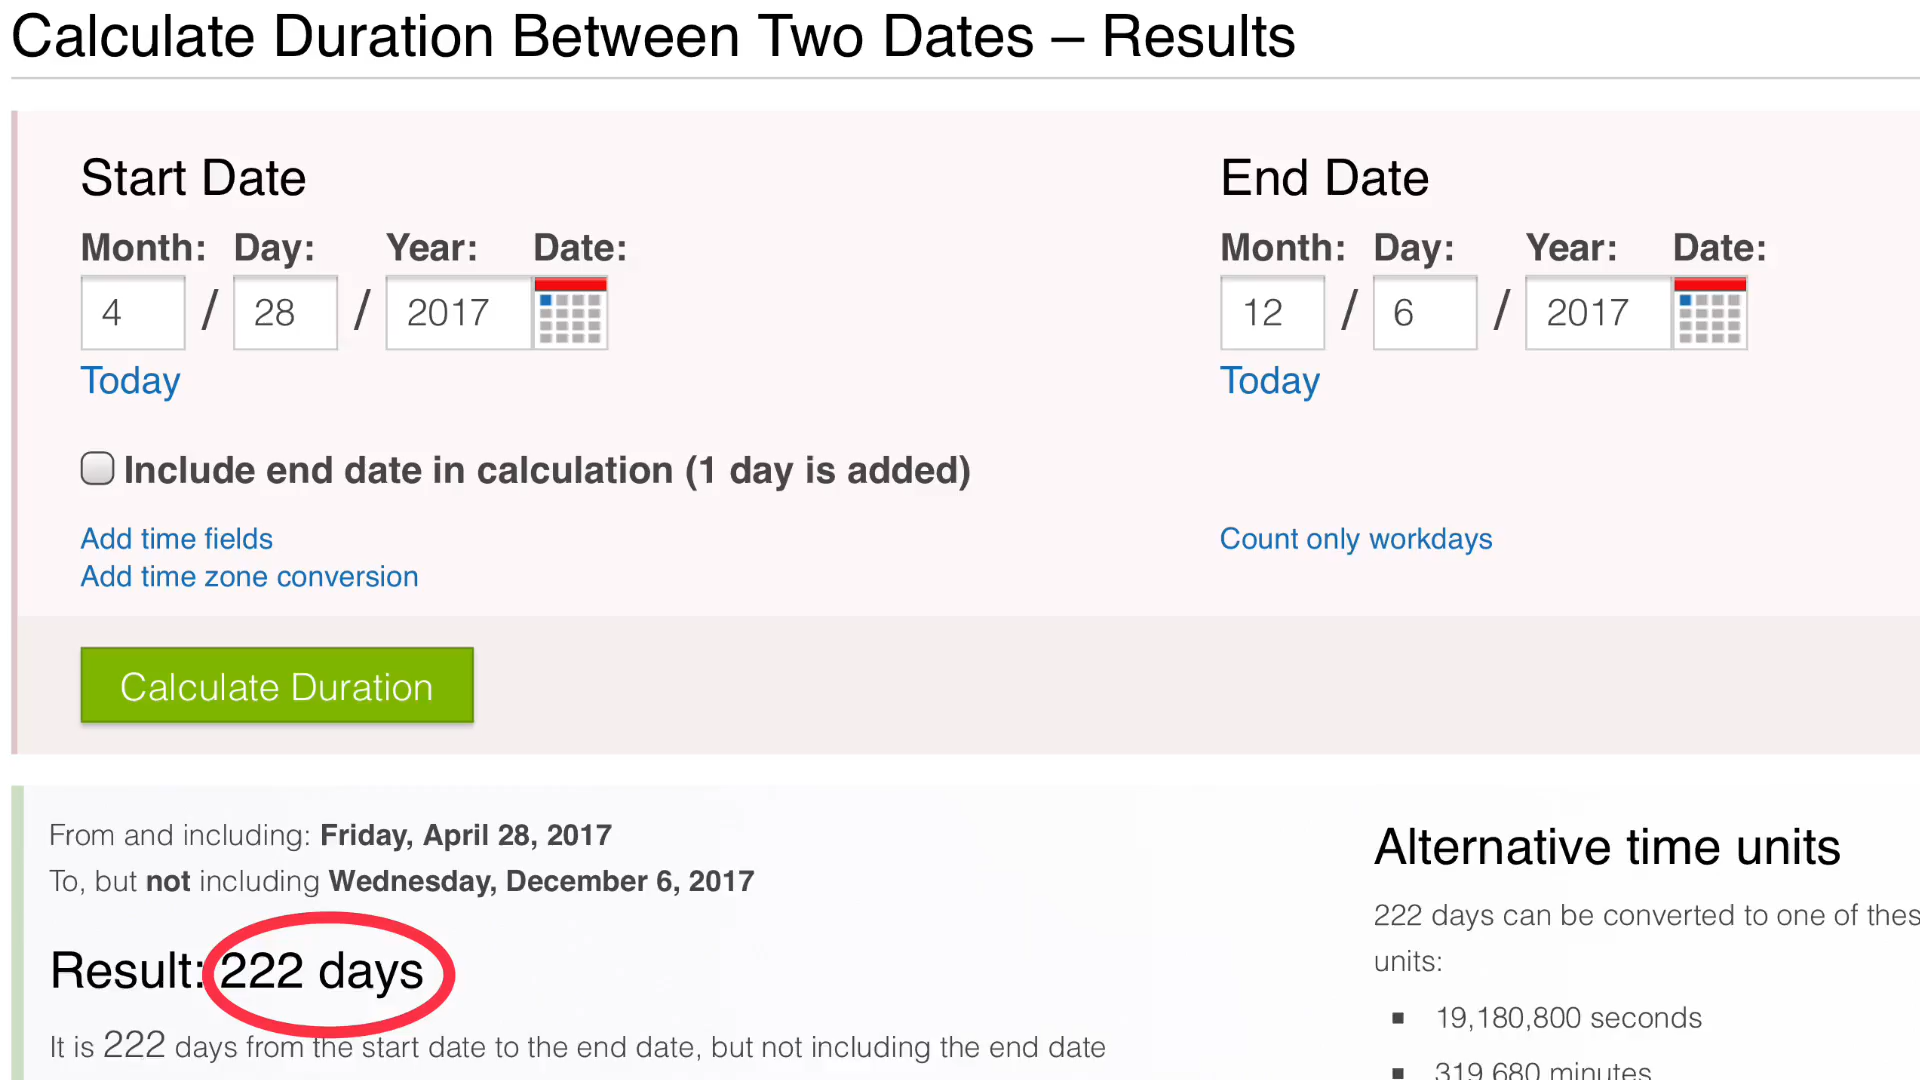 Calculate Duration Between Two Dates – Results
Start Date
Month: Day: Year: Date:
4 / 28 / 2017
Today
End Date
Month: Day: Year: Date:
12 / 6 / 2017
Today
Include end date in calculation (1 day is added)
Add time fields
Add time zone conversion
Count only workdays
Calculate Duration
From and including: Friday, April 28, 2017
To, but not including Wednesday, December 6, 2017
Result: 222 days
It is 222 days from the start date to the end date, but not including the end date
Alternative time units
222 days can be converted to one of thes
units:
▪ 19,180,800 seconds
▪ 319,680 minutes